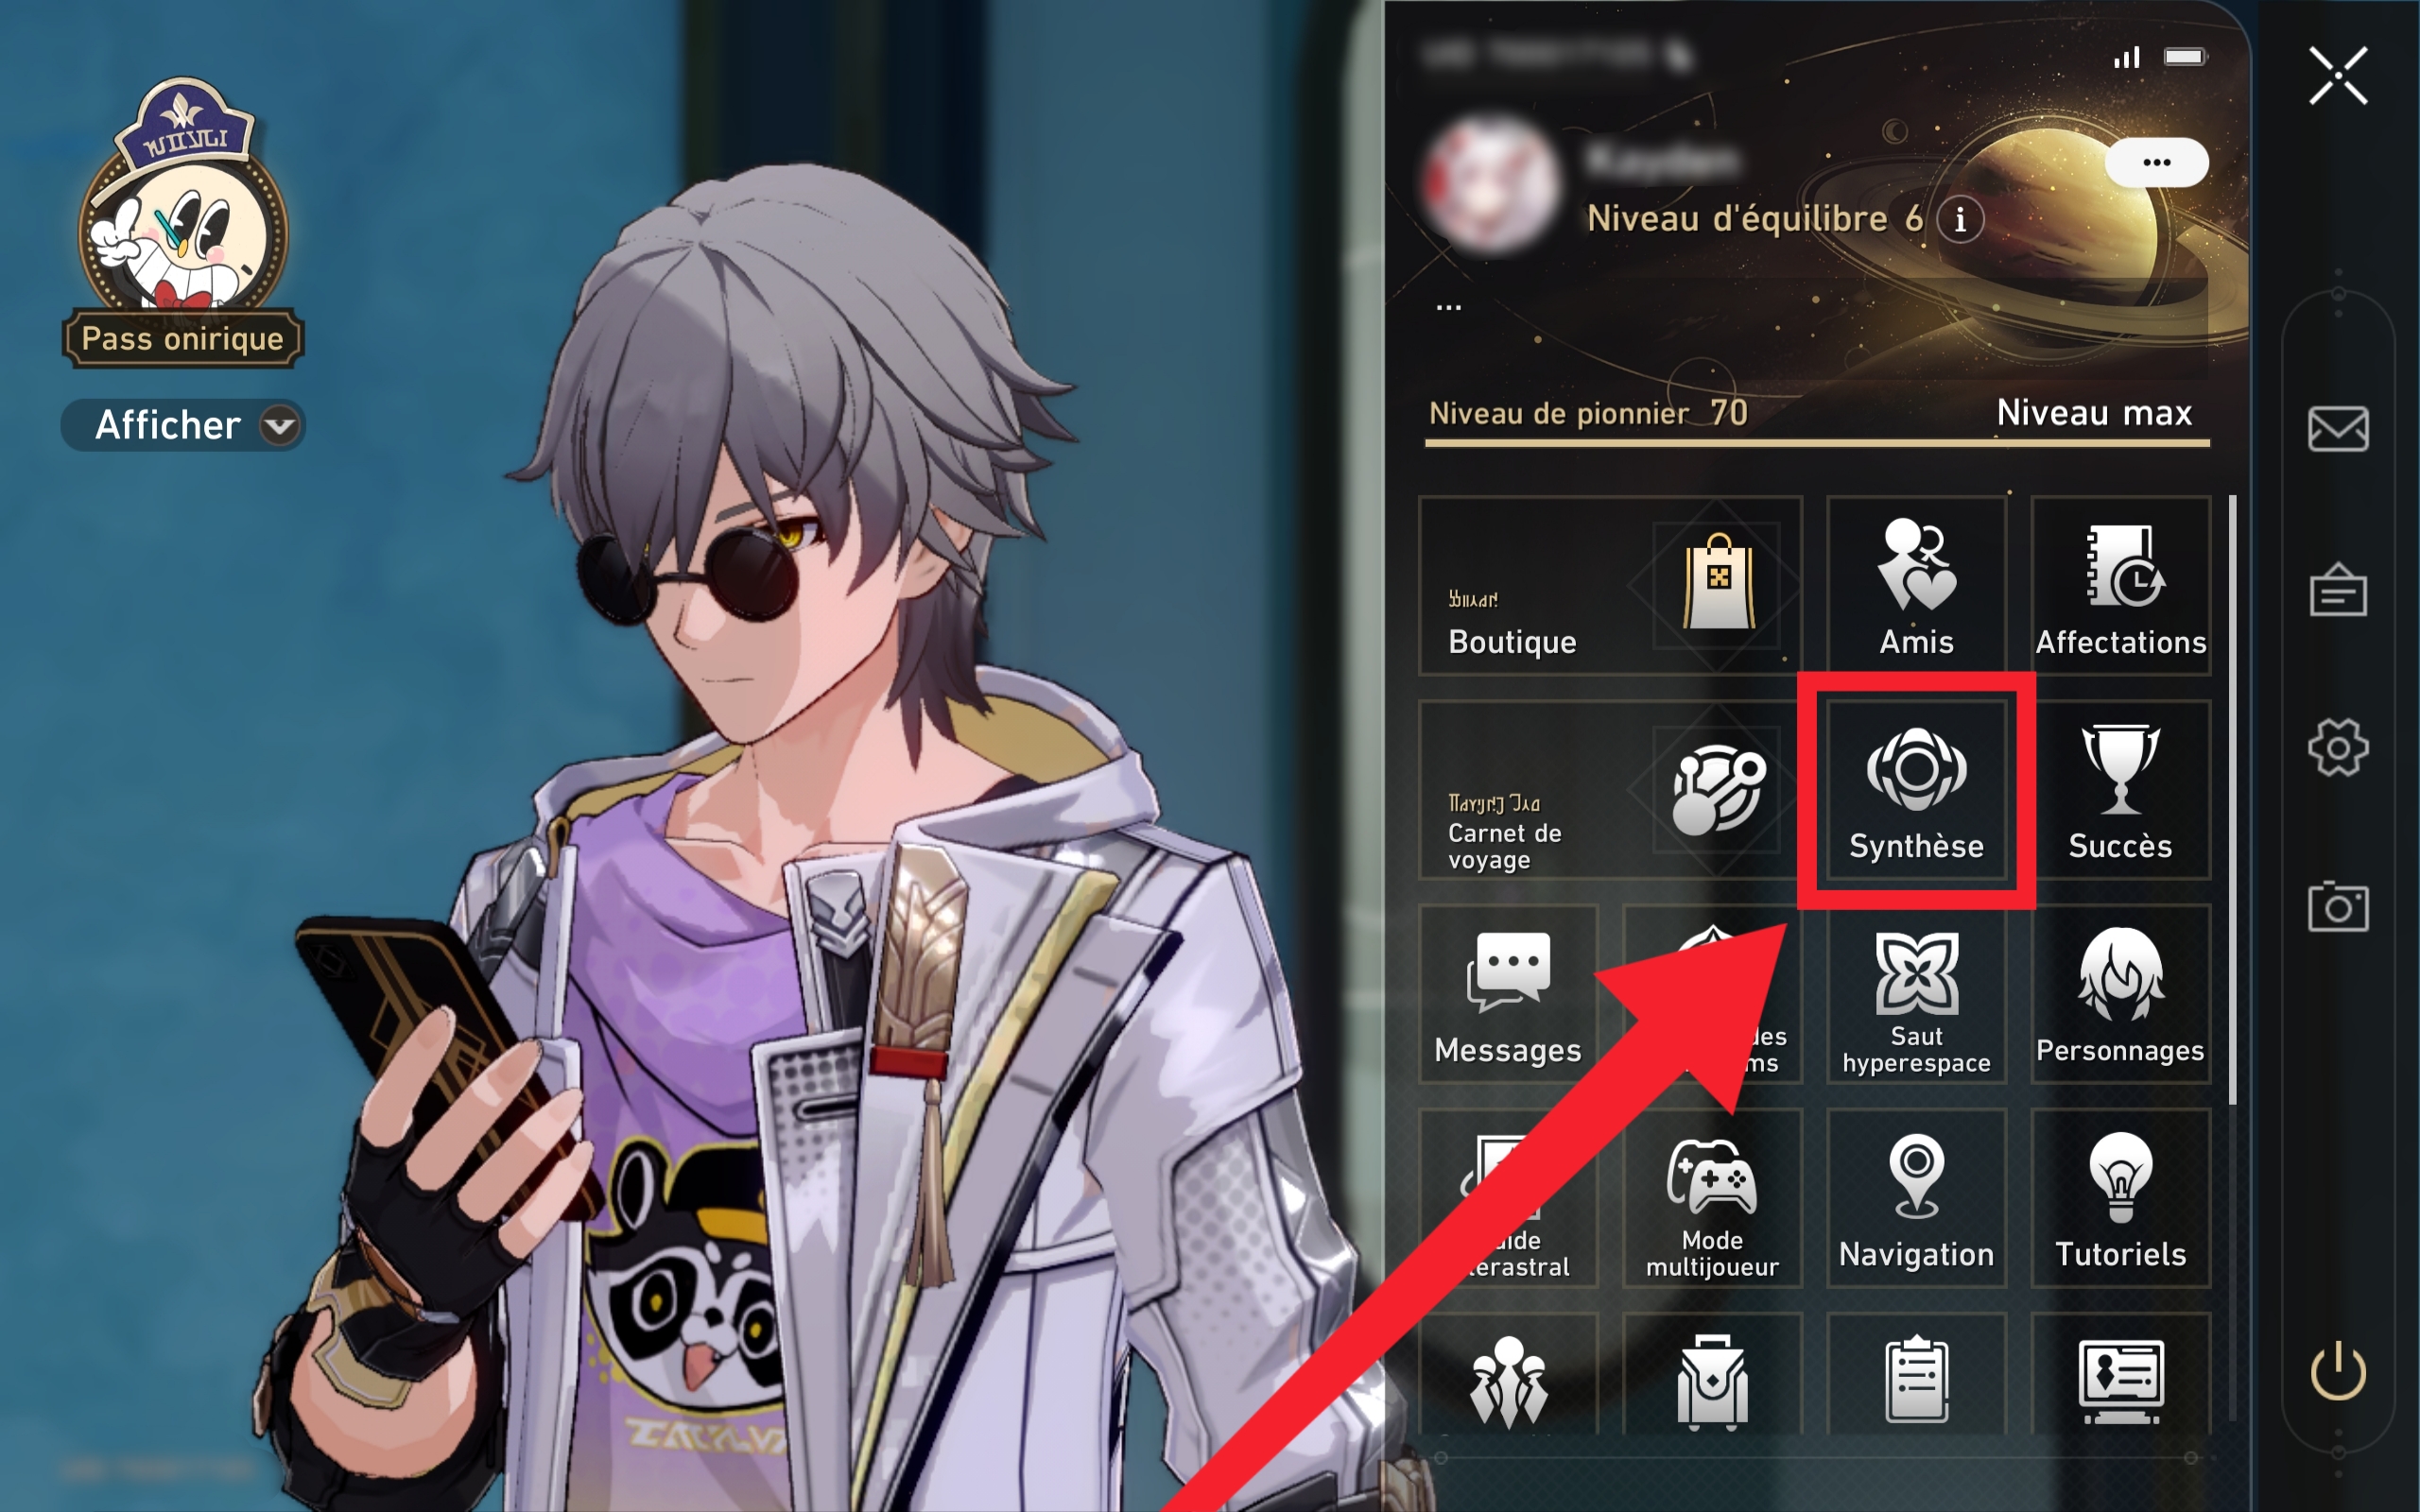 Pass onirique
Afficher
Niveau d'équilibre 6
...
Niveau de pionnier 70
Niveau max
Boutique
Amis
Affectations
Carnet de
voyage
Synthèse
Succès
Messages
Saut
hyperespace
Personnages
Mode
multijoueur
Navigation
Tutoriels